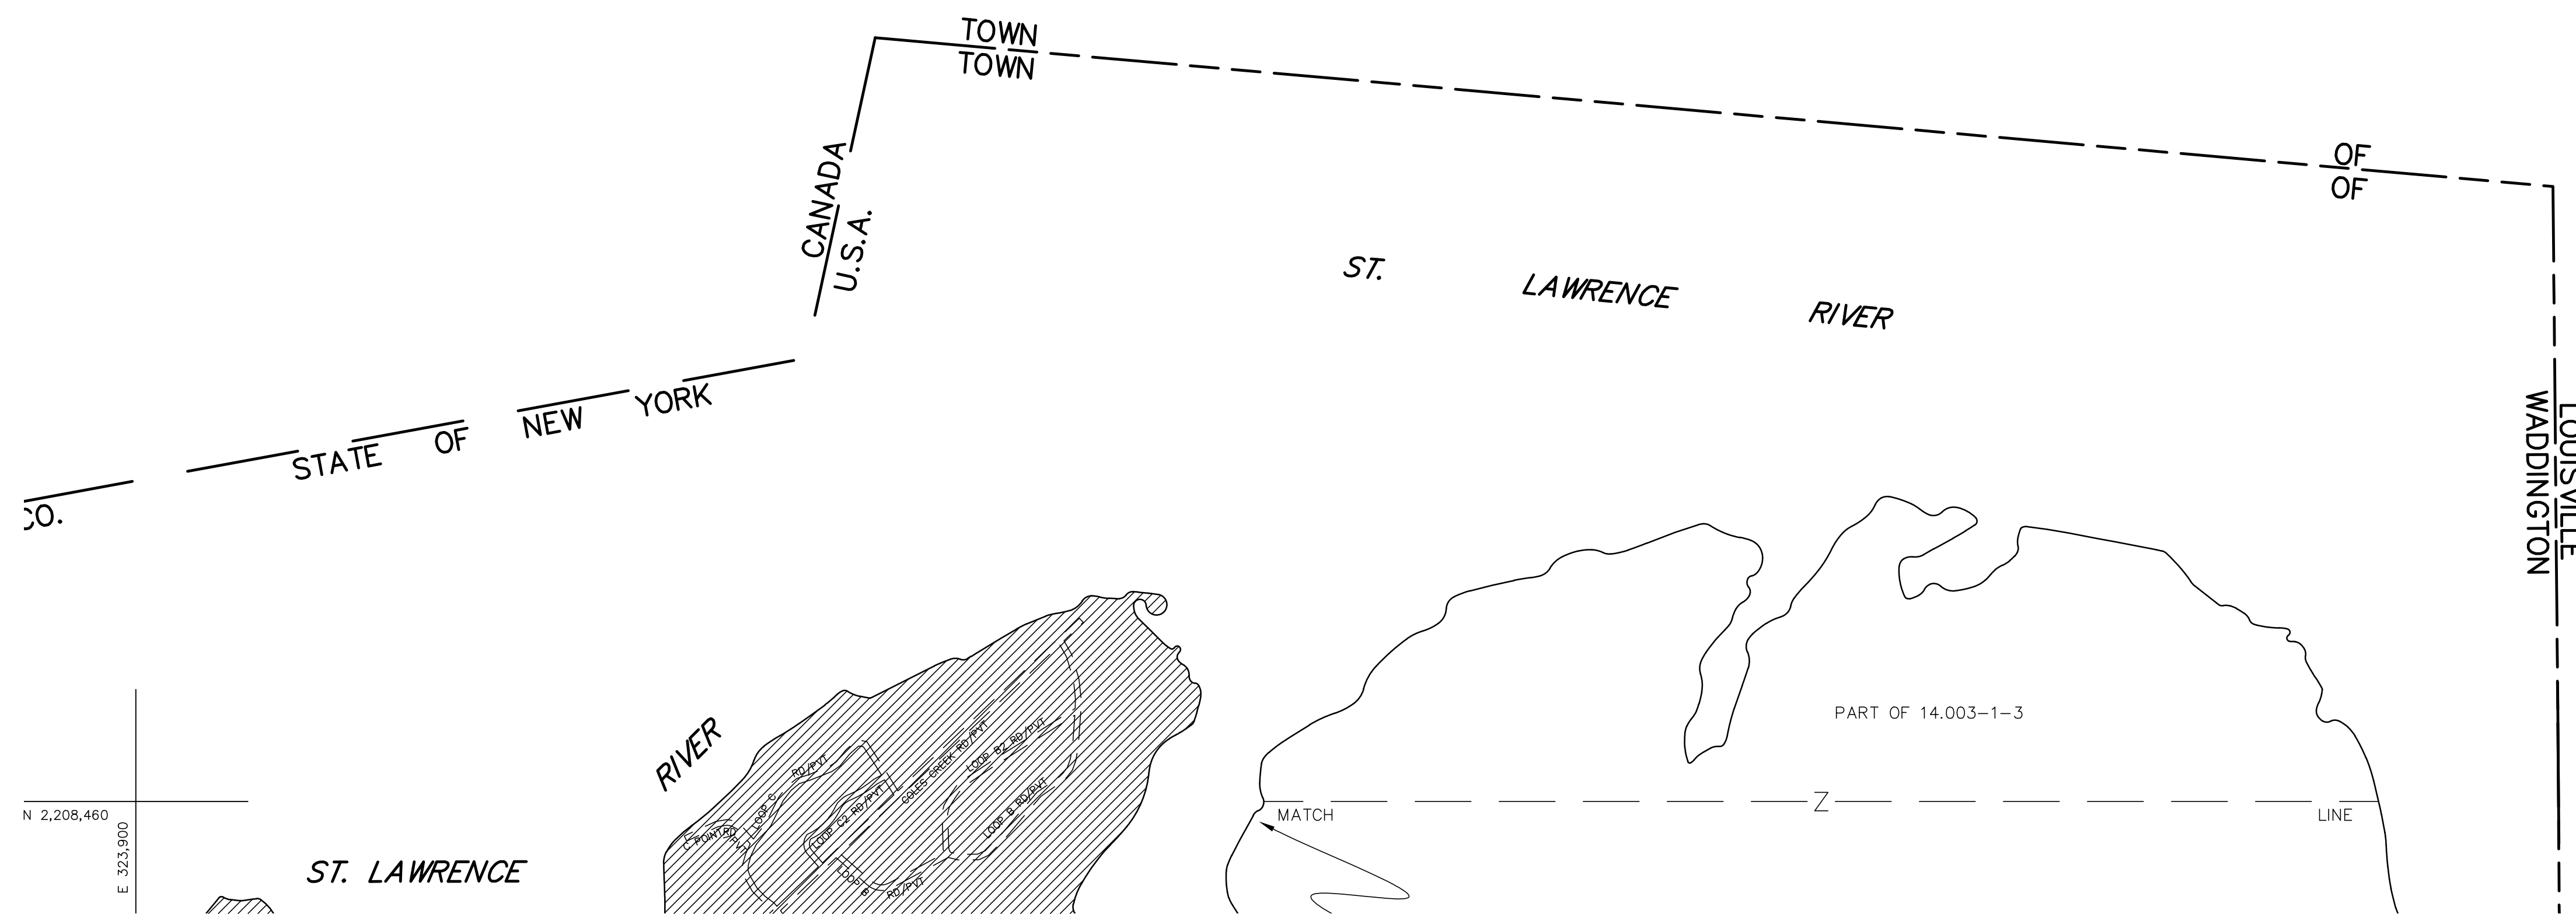 TOWN
TOWN
OF
OF
CANADA
U.S.A.
ST. LAWRENCE RIVER
STATE OF NEW YORK
CO.
LOUISVILLE
WADDINGTON
RIVER
PART OF 14.003-1-3
COLES CREEK RD/PVT
LOOP B2 RD/PVT
LOOP B RD/PVT
LOOP C RD/PVT
LOOP C2 RD/PVT
C POINT RD
PVT
LOOP B RD/PVT
N 2,208,460
E 323,900
MATCH Z LINE
ST. LAWRENCE